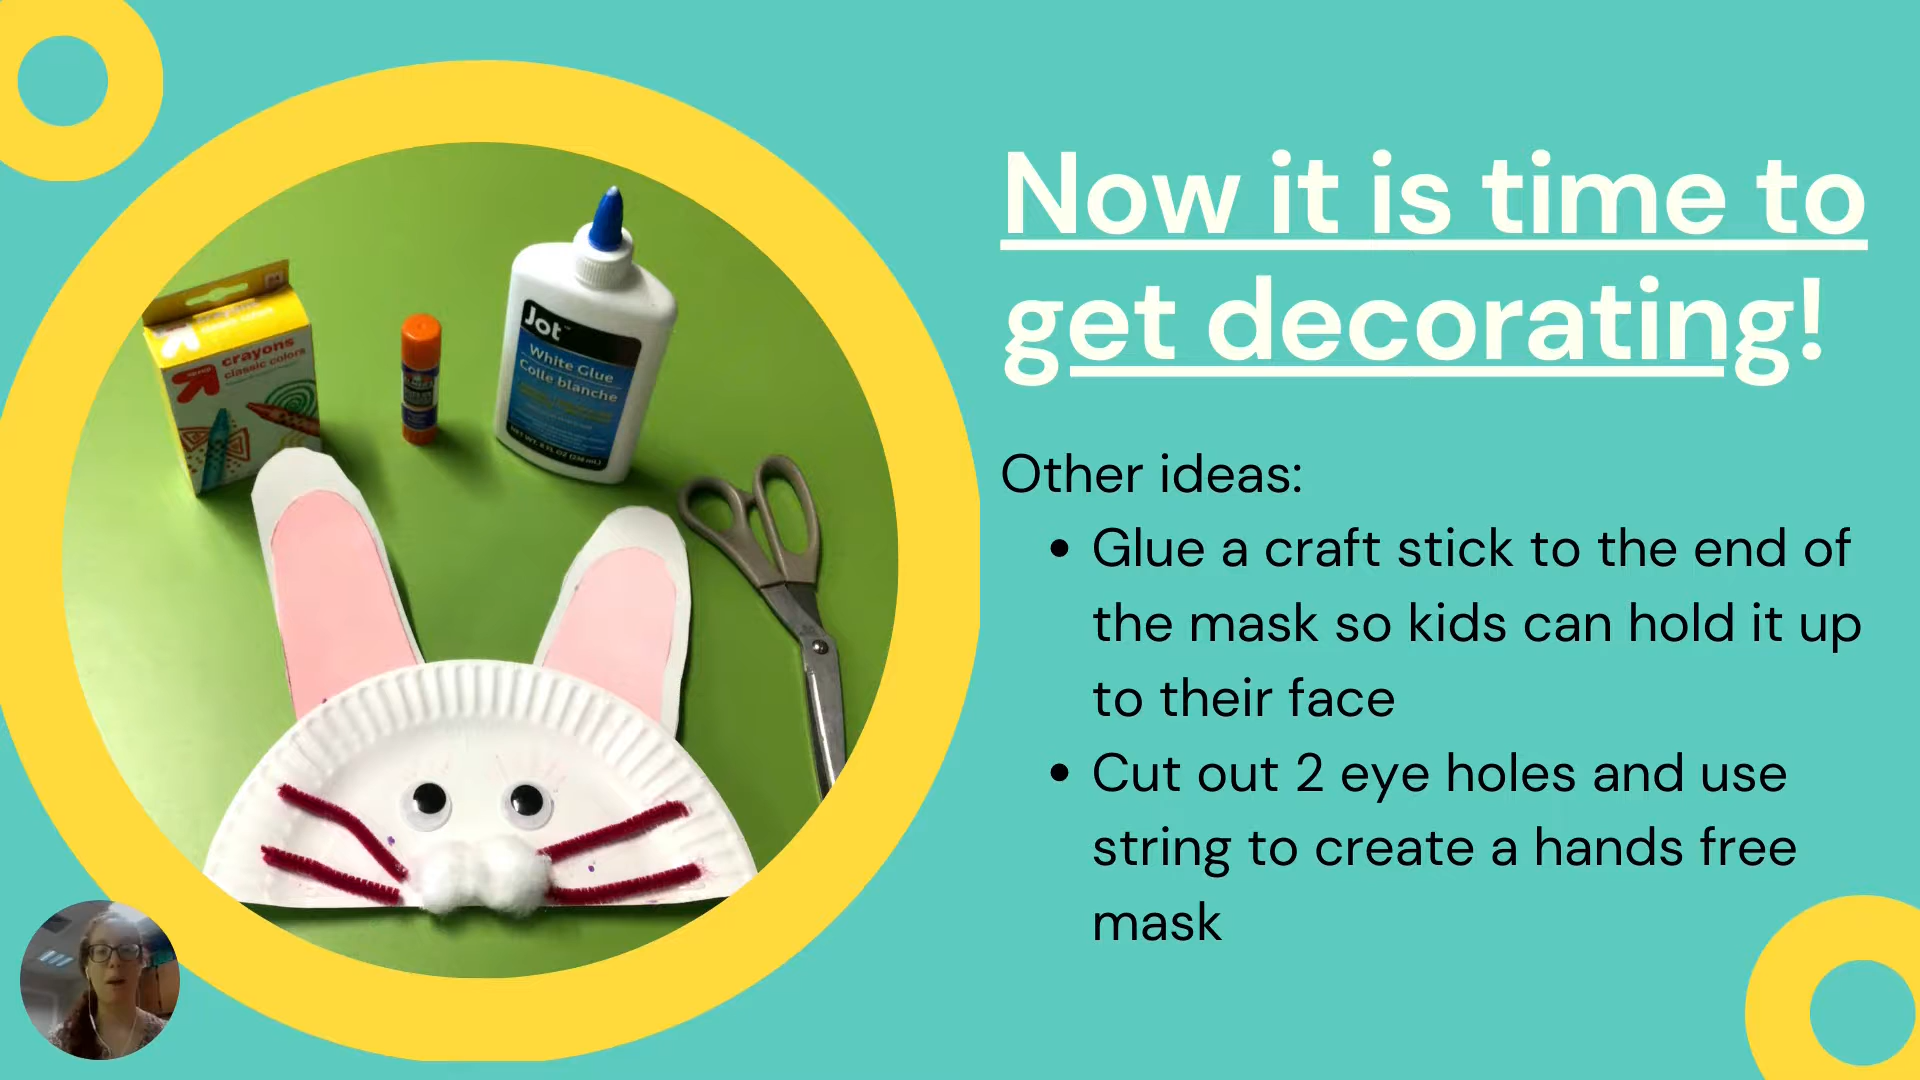 Now it is time to
get decorating!
Other ideas:
• Glue a craft stick to the end of
the mask so kids can hold it up
to their face
• Cut out 2 eye holes and use
string to create a hands free
mask
crayons
classic colors
Jot
White Glue
Colle blanche